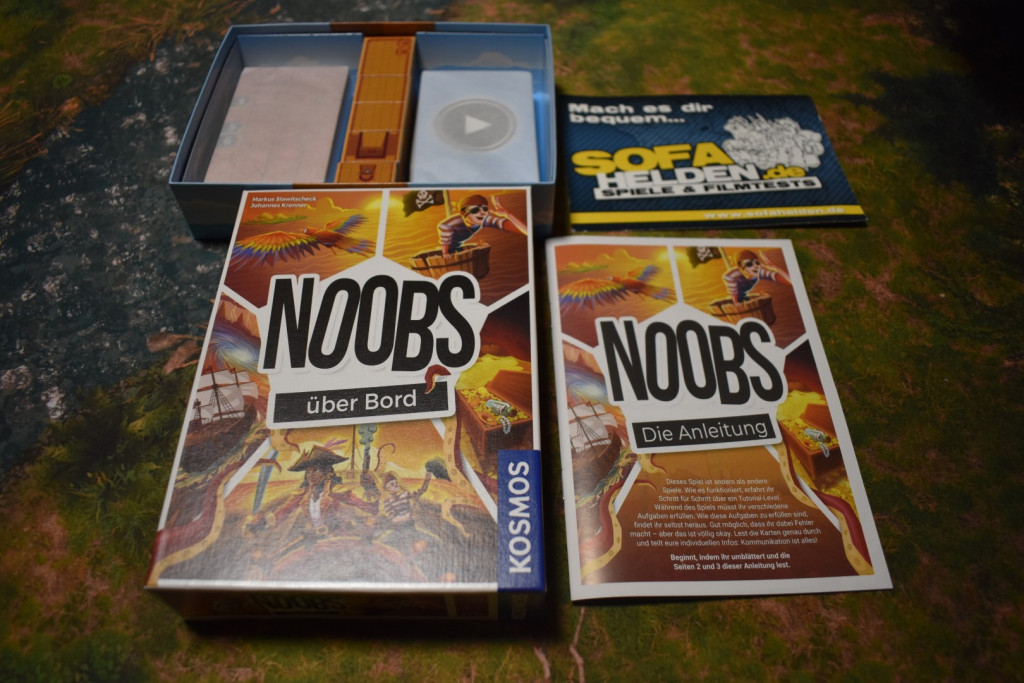 Mach es dir
bequem...
SOFA
HELDEN.de
SPIELE & FILMTESTS
www.sofahelden.de
Markus Slawitscheck
Johannes Krenner
NOOBS
über Bord
KOSMOS
NOOBS
Die Anleitung
Dieses Spiel ist anders als andere
Spiele. Wie es funktioniert, erfahrt ihr
Schritt für Schritt über ein Tutorial-Level.
Während des Spiels müsst ihr verschiedene
Aufgaben erfüllen. Wie diese Aufgaben zu erfüllen sind,
findet ihr selbst heraus. Gut möglich, dass ihr dabei Fehler
macht – aber das ist völlig okay. Lest die Karten genau durch
und teilt eure individuellen Infos: Kommunikation ist alles!
Beginnt, indem ihr umblättert und die
Seiten 2 und 3 dieser Anleitung lest.